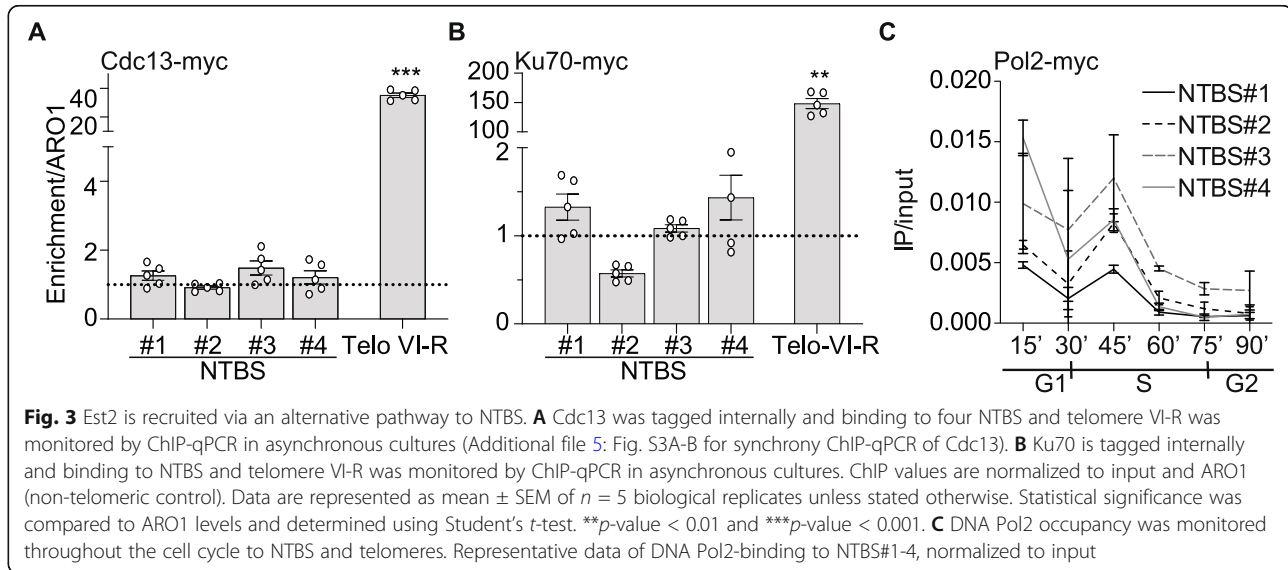 A
Cdc13-myc
Enrichment/ARO1
40
20
4
2
0
***
#1 #2 #3 #4 Telo VI-R
NTBS
B
Ku70-myc
200
150
100
2
1
0
**
#1 #2 #3 #4 Telo-VI-R
NTBS
C
Pol2-myc
IP/input
0.020
0.015
0.010
0.005
0.000
NTBS#1
NTBS#2
NTBS#3
NTBS#4
15' 30' 45' 60' 75' 90'
G1 S G2
Fig. 3 Est2 is recruited via an alternative pathway to NTBS. A Cdc13 was tagged internally and binding to four NTBS and telomere VI-R was
monitored by ChIP-qPCR in asynchronous cultures (Additional file 5: Fig. S3A-B for synchrony ChIP-qPCR of Cdc13). B Ku70 is tagged internally
and binding to NTBS and telomere VI-R was monitored by ChIP-qPCR in asynchronous cultures. ChIP values are normalized to input and ARO1
(non-telomeric control). Data are represented as mean ± SEM of n = 5 biological replicates unless stated otherwise. Statistical significance was
compared to ARO1 levels and determined using Student's t-test. **p-value < 0.01 and ***p-value < 0.001. C DNA Pol2 occupancy was monitored
throughout the cell cycle to NTBS and telomeres. Representative data of DNA Pol2-binding to NTBS#1-4, normalized to input